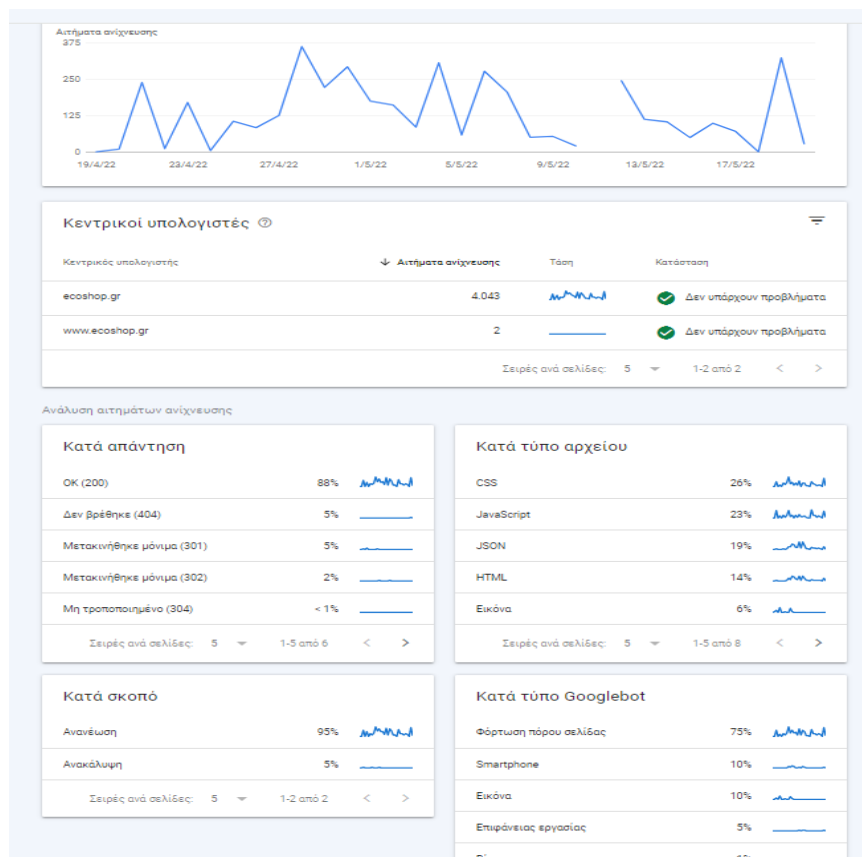 Αιτήματα ανίχνευσης
375
250
125
0
19/4/22 23/4/22 27/4/22 1/5/22 5/5/22 9/5/22 13/5/22 17/5/22
Κεντρικοί υπολογιστές
Κεντρικός υπολογιστής Αιτήματα ανίχνευσης Τάση Κατάσταση
ecoshop.gr 4.043 Δεν υπάρχουν προβλήματα
www.ecoshop.gr 2 Δεν υπάρχουν προβλήματα
Σειρές ανά σελίδες: 5 1-2 από 2
Ανάλυση αιτημάτων ανίχνευσης
Κατά απάντηση
OK (200) 88%
Δεν βρέθηκε (404) 5%
Μετακινήθηκε μόνιμα (301) 5%
Μετακινήθηκε μόνιμα (302) 2%
Μη τροποποιημένο (304) < 1%
Σειρές ανά σελίδες: 5 1-5 από 6
Κατά τύπο αρχείου
CSS 26%
JavaScript 23%
JSON 19%
HTML 14%
Εικόνα 6%
Σειρές ανά σελίδες: 5 1-5 από 8
Κατά σκοπό
Ανανέωση 95%
Ανακάλυψη 5%
Σειρές ανά σελίδες: 5 1-2 από 2
Κατά τύπο Googlebot
Φόρτωση πόρου σελίδας 75%
Smartphone 10%
Εικόνα 10%
Επιφάνειας εργασίας 5%